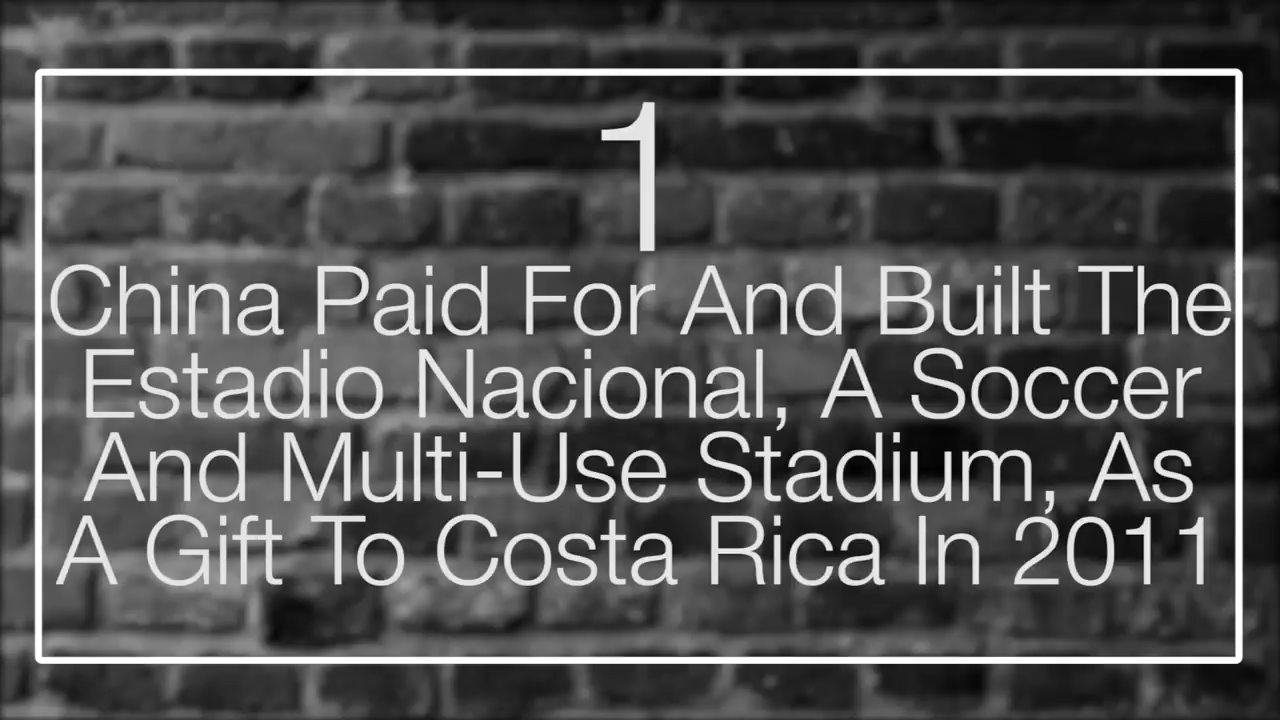 1
China Paid For And Built The
Estadio Nacional, A Soccer
And Multi-Use Stadium, As
A Gift To Costa Rica In 2011